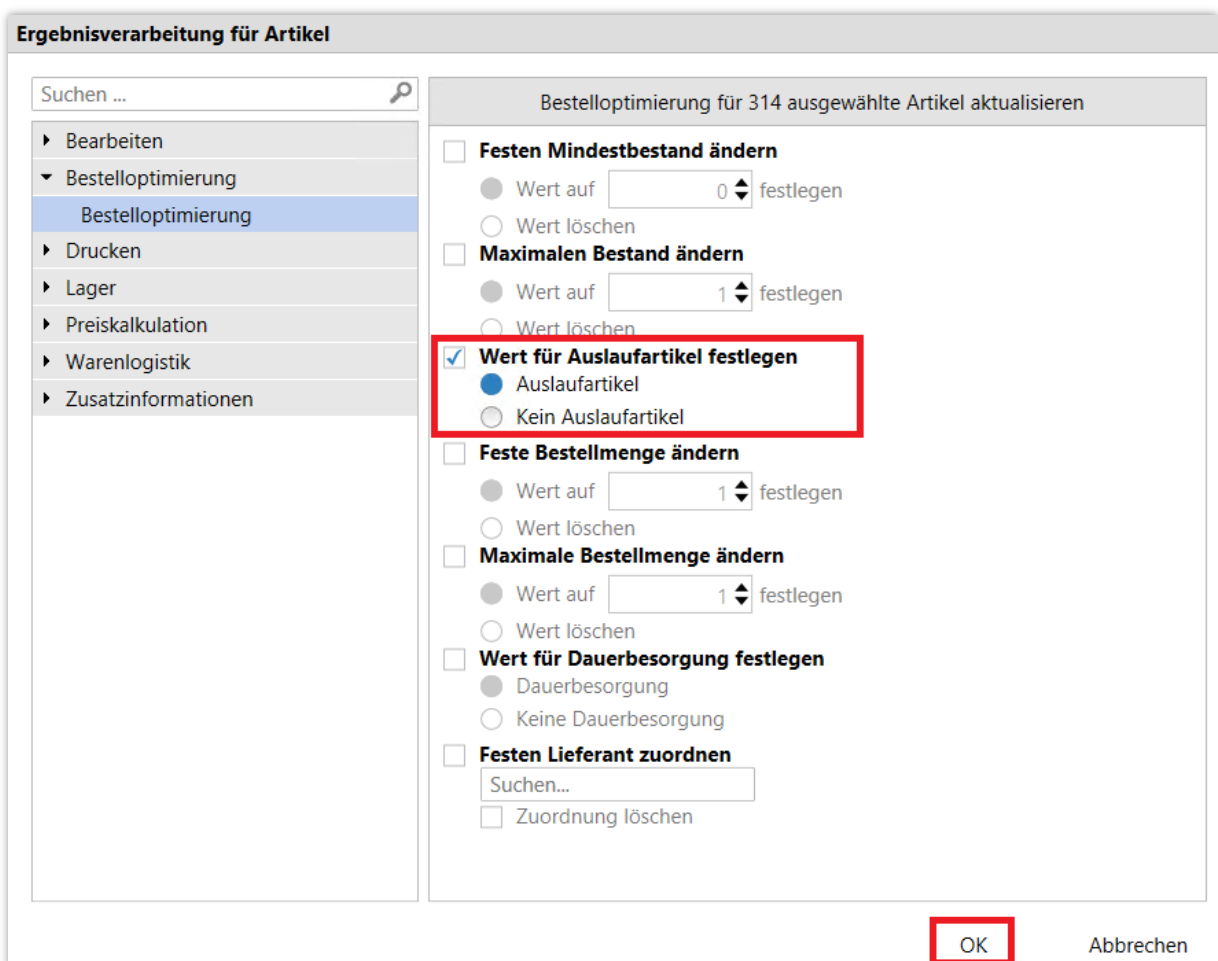 Ergebnisverarbeitung für Artikel
Suchen ...
Bearbeiten
Bestelloptimierung
Bestelloptimierung
Drucken
Lager
Preiskalkulation
Warenlogistik
Zusatzinformationen
Bestelloptimierung für 314 ausgewählte Artikel aktualisieren
Festen Mindestbestand ändern
Wert auf 0 festlegen
Wert löschen
Maximalen Bestand ändern
Wert auf 1 festlegen
Wert löschen
Wert für Auslaufartikel festlegen
Auslaufartikel
Kein Auslaufartikel
Feste Bestellmenge ändern
Wert auf 1 festlegen
Wert löschen
Maximale Bestellmenge ändern
Wert auf 1 festlegen
Wert löschen
Wert für Dauerbesorgung festlegen
Dauerbesorgung
Keine Dauerbesorgung
Festen Lieferant zuordnen
Suchen...
Zuordnung löschen
OK Abbrechen